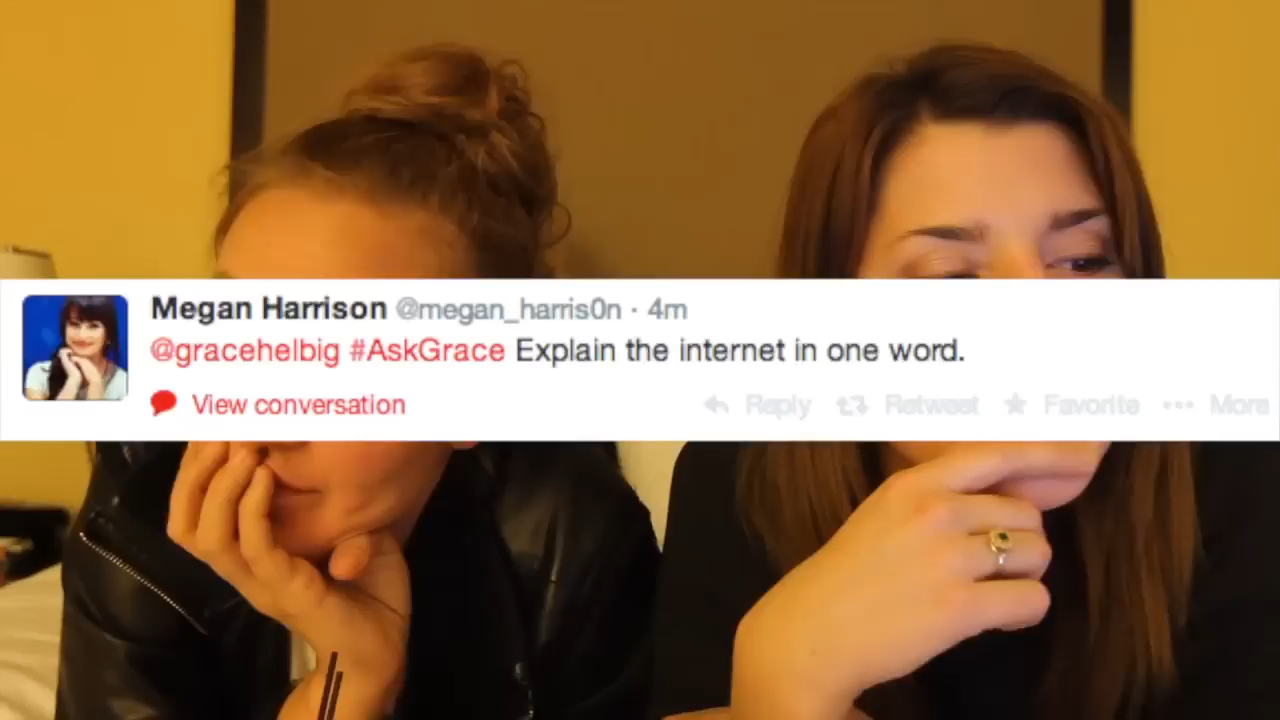 Megan Harrison @megan_harris0n · 4m
@gracehelbig #AskGrace Explain the internet in one word.
View conversation Reply Retweet Favorite ••• More